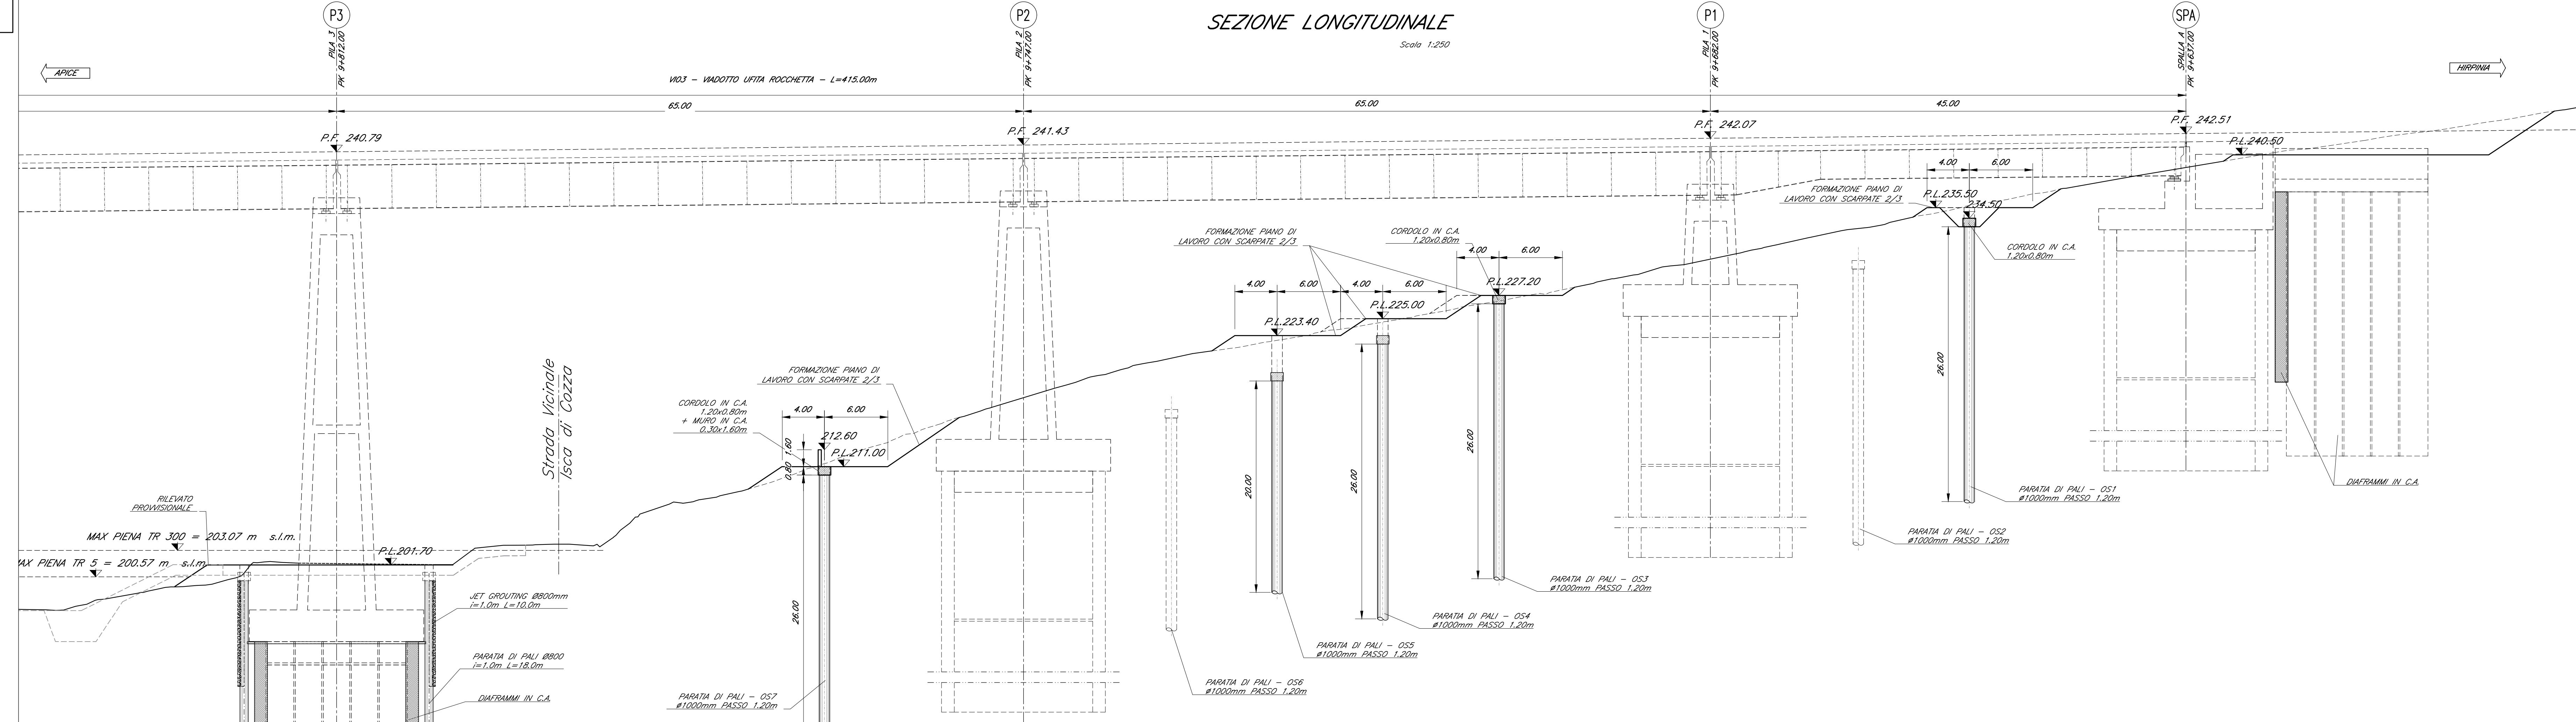 P3
P2
SEZIONE LONGITUDINALE
Scala 1:250
P1
SPA
PILA 3
PK 9+812.00
PILA 2
PK 9+747.00
PILA 1
PK 9+682.00
SPALLA A
PK 9+637.00
APICE
HIRPINIA
VI03 - VIADOTTO UFITA ROCCHETTA - L=415.00m
65.00
65.00
45.00
P.F. 240.79
P.F. 241.43
P.F. 242.07
P.F. 242.51
P.L.240.50
4.00
6.00
FORMAZIONE PIANO DI
LAVORO CON SCARPATE 2/3
P.L.235.50
234.50
CORDOLO IN C.A.
1.20x0.80m
FORMAZIONE PIANO DI
LAVORO CON SCARPATE 2/3
CORDOLO IN C.A.
1.20x0.80m
4.00
6.00
4.00
6.00
4.00
6.00
P.L.227.20
P.L.225.00
P.L.223.40
Strada Vicinale
Isca di Cozza
FORMAZIONE PIANO DI
LAVORO CON SCARPATE 2/3
CORDOLO IN C.A.
1.20x0.80m
+ MURO IN C.A.
0.30x1.60m
4.00
6.00
212.60
P.L.211.00
1.60
0.80
26.00
20.00
26.00
26.00
26.00
RILEVATO
PROVVISIONALE
MAX PIENA TR 300 = 203.07 m s.l.m.
P.L.201.70
MAX PIENA TR 5 = 200.57 m s.l.m.
JET GROUTING Ø800mm
i=1.0m L=10.0m
PARATIA DI PALI Ø800
i=1.0m L=18.0m
DIAFRAMMI IN C.A.
PARATIA DI PALI - OS7
ø1000mm PASSO 1.20m
PARATIA DI PALI - OS6
ø1000mm PASSO 1.20m
PARATIA DI PALI - OS5
ø1000mm PASSO 1.20m
PARATIA DI PALI - OS4
ø1000mm PASSO 1.20m
PARATIA DI PALI - OS3
ø1000mm PASSO 1.20m
PARATIA DI PALI - OS2
ø1000mm PASSO 1.20m
PARATIA DI PALI - OS1
ø1000mm PASSO 1.20m
DIAFRAMMI IN C.A.